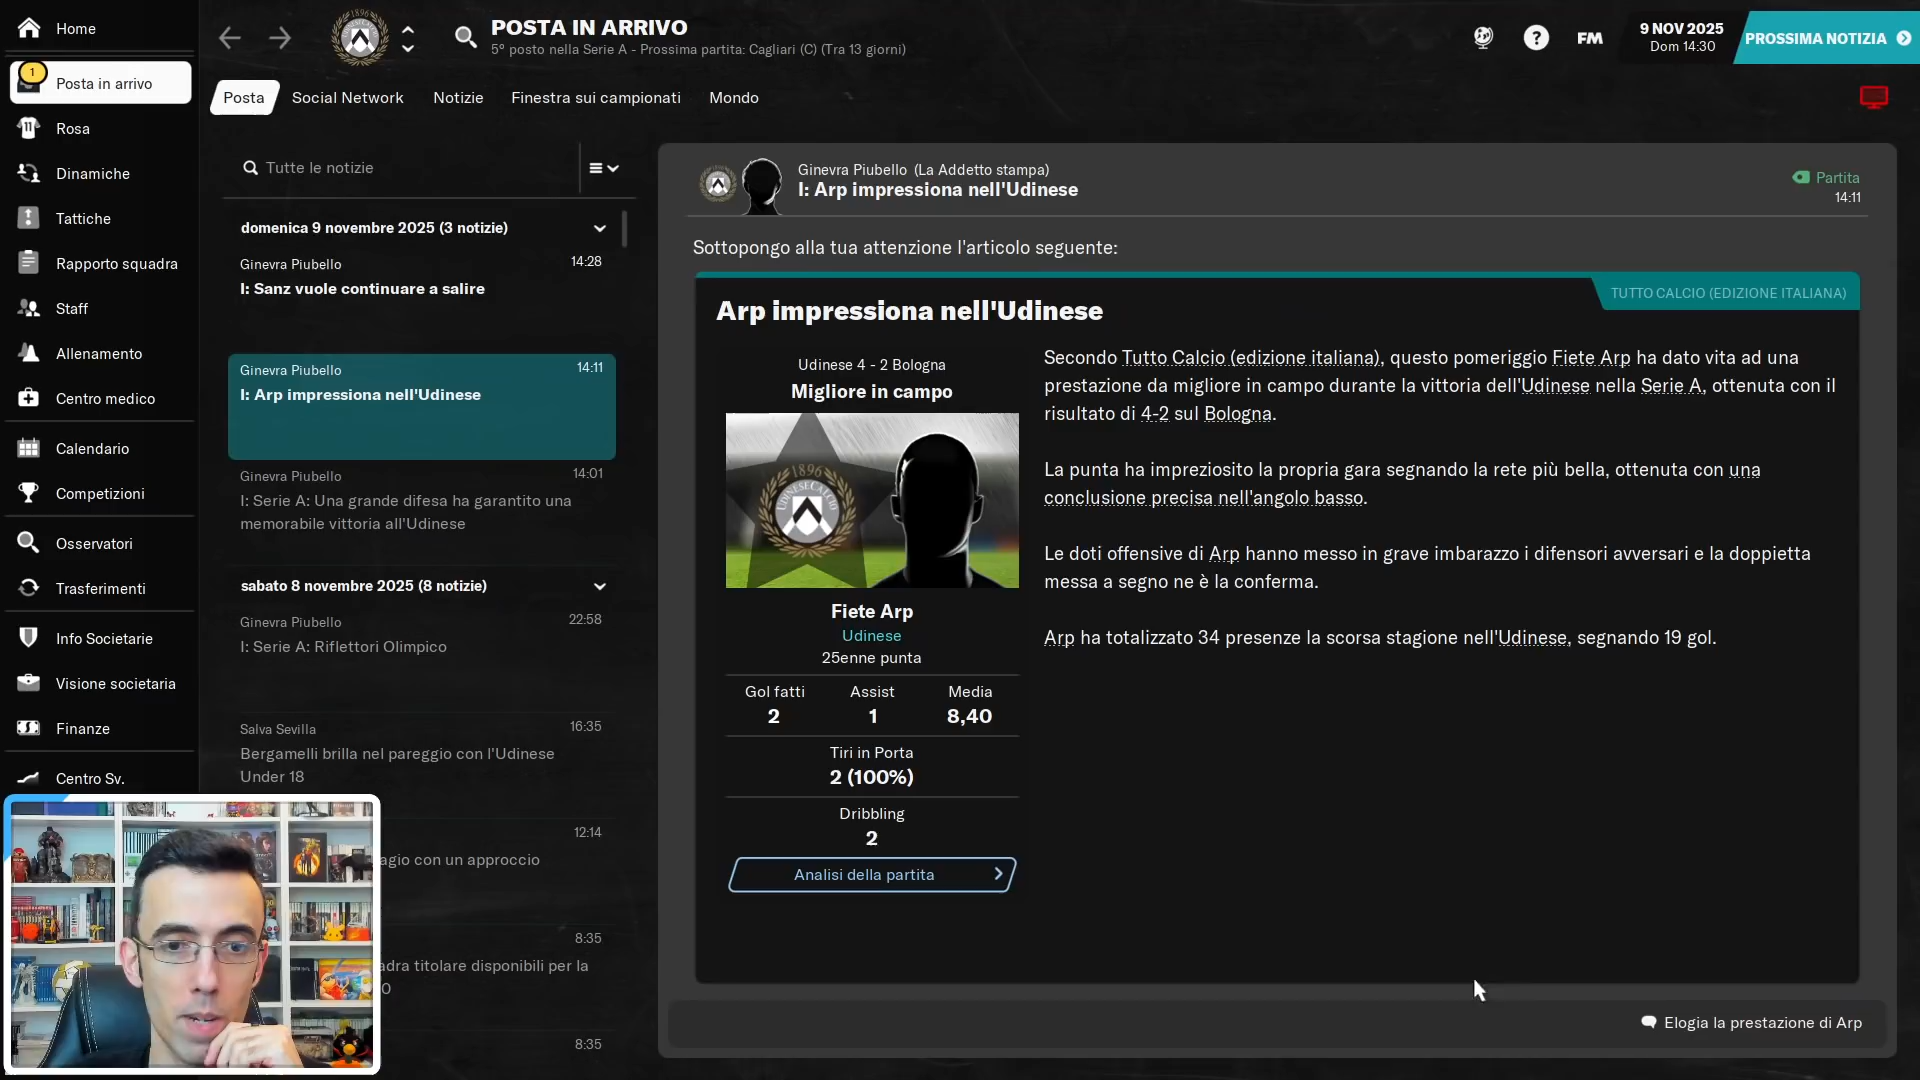 Home
1
Posta in arrivo
Rosa
Dinamiche
Tattiche
Rapporto squadra
Staff
Allenamento
Centro medico
Calendario
Competizioni
Osservatori
Trasferimenti
Info Societarie
Visione societaria
Finanze
Centro Sv.
POSTA IN ARRIVO
5° posto nella Serie A - Prossima partita: Cagliari (C) (Tra 13 giorni)
FM
9 NOV 2025
Dom 14:30
PROSSIMA NOTIZIA
Posta
Social Network
Notizie
Finestra sui campionati
Mondo
Tutte le notizie
domenica 9 novembre 2025 (3 notizie)
Ginevra Piubello
14:28
I: Sanz vuole continuare a salire
Ginevra Piubello
14:11
I: Arp impressiona nell'Udinese
Ginevra Piubello
14:01
I: Serie A: Una grande difesa ha garantito una
memorabile vittoria all'Udinese
sabato 8 novembre 2025 (8 notizie)
Ginevra Piubello
22:58
I: Serie A: Riflettori Olimpico
Salva Sevilla
16:35
Bergamelli brilla nel pareggio con l'Udinese
Under 18
12:14
agio con un approccio
8:35
adra titolare disponibili per la
0
8:35
Ginevra Piubello (La Addetto stampa)
I: Arp impressiona nell'Udinese
Partita
14:11
Sottopongo alla tua attenzione l'articolo seguente:
TUTTO CALCIO (EDIZIONE ITALIANA)
Arp impressiona nell'Udinese
Udinese 4 - 2 Bologna
Migliore in campo
1896
UDINESE CALCIO
Fiete Arp
Udinese
25enne punta
Gol fatti
Assist
Media
2
1
8,40
Tiri in Porta
2 (100%)
Dribbling
2
Analisi della partita
Secondo Tutto Calcio (edizione italiana), questo pomeriggio Fiete Arp ha dato vita ad una
prestazione da migliore in campo durante la vittoria dell'Udinese nella Serie A, ottenuta con il
risultato di 4-2 sul Bologna.
La punta ha impreziosito la propria gara segnando la rete più bella, ottenuta con una
conclusione precisa nell'angolo basso.
Le doti offensive di Arp hanno messo in grave imbarazzo i difensori avversari e la doppietta
messa a segno ne è la conferma.
Arp ha totalizzato 34 presenze la scorsa stagione nell'Udinese, segnando 19 gol.
Elogia la prestazione di Arp